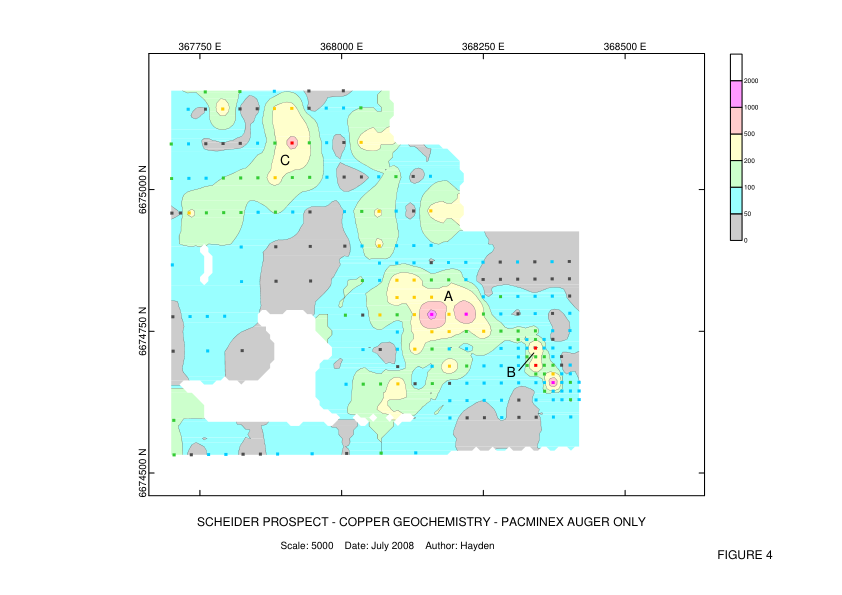 367750 E 368000 E 368250 E 368500 E
2000
1000
500
200
100
50
0
6675000 N
6674750 N
6674500 N
C
A
B
SCHEIDER PROSPECT - COPPER GEOCHEMISTRY - PACMINEX AUGER ONLY
Scale: 5000 Date: July 2008 Author: Hayden
FIGURE 4